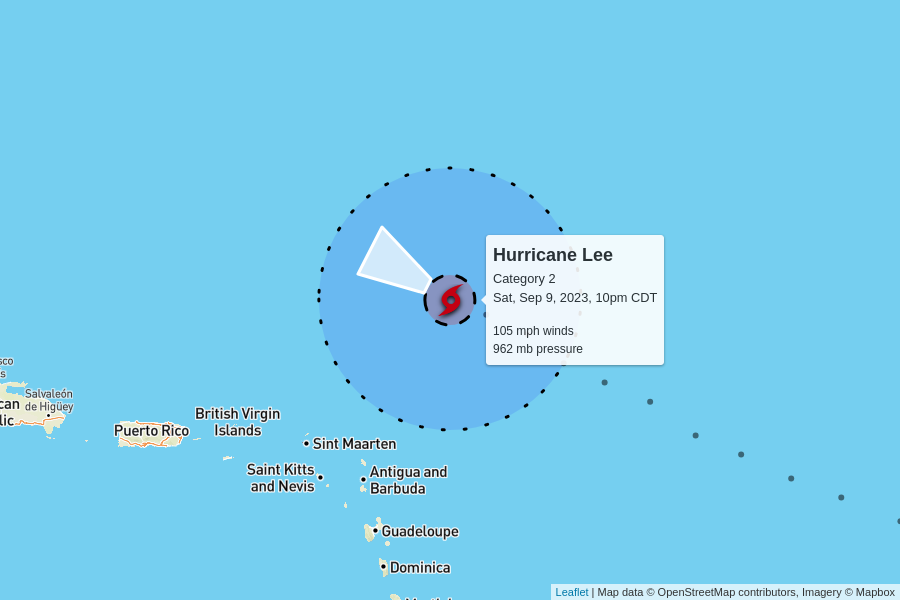 Hurricane Lee
Category 2
Sat, Sep 9, 2023, 10pm CDT
105 mph winds
962 mb pressure
sco
s
can
lic
Salvaleón
de Higüey
Puerto Rico
British Virgin
Islands
Sint Maarten
Saint Kitts
and Nevis
Antigua and
Barbuda
Guadeloupe
Dominica
Leaflet | Map data © OpenStreetMap contributors, Imagery © Mapbox